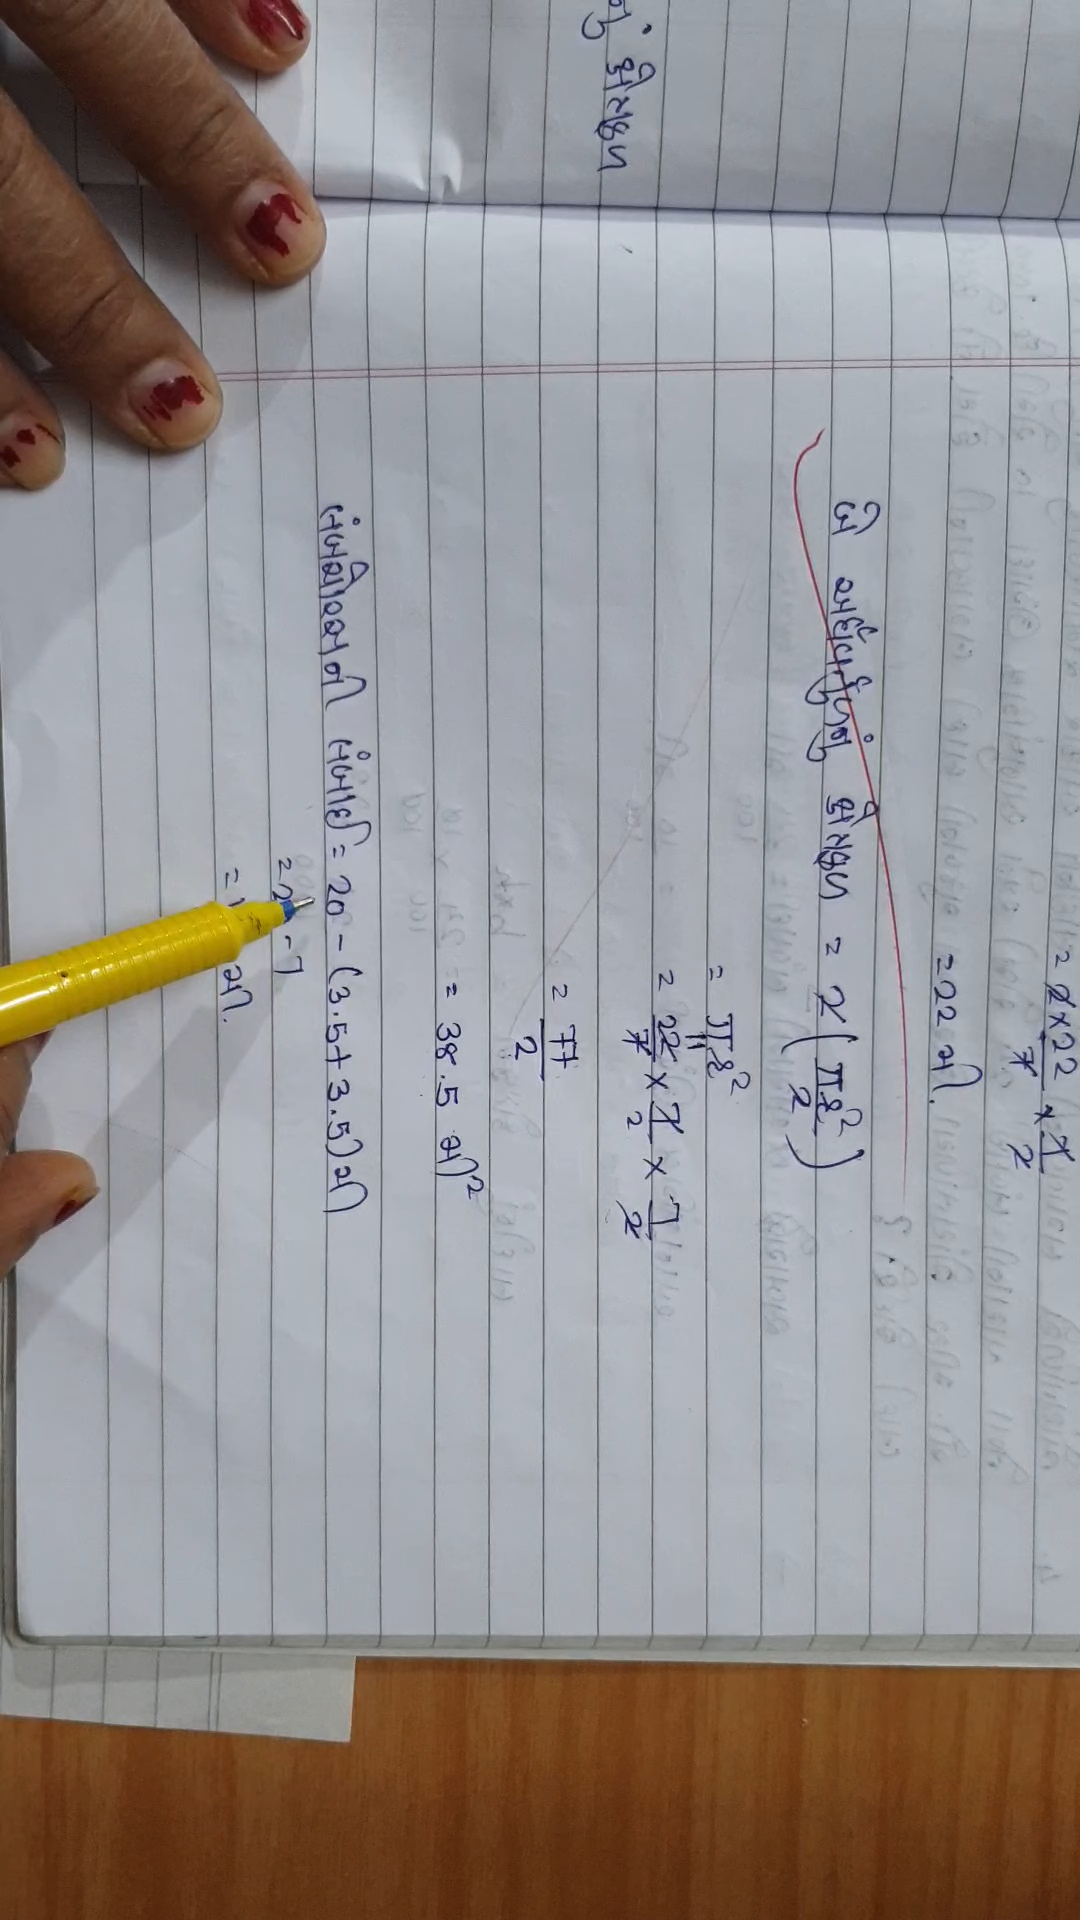 નું ક્ષેત્રફળ
= 2 × 22/7 × 7/2
= 22 મી.
બે અર્ધવર્તુળનું ક્ષેત્રફળ = 2 (πr²/2)
= πr²
= 22/7 × 7/2 × 7/2
11
= 77/2
= 38.5 મી²
લંબચોરસની લંબાઈ = 20 - (3.5 + 3.5) મી
= 20 - 7
= મી.